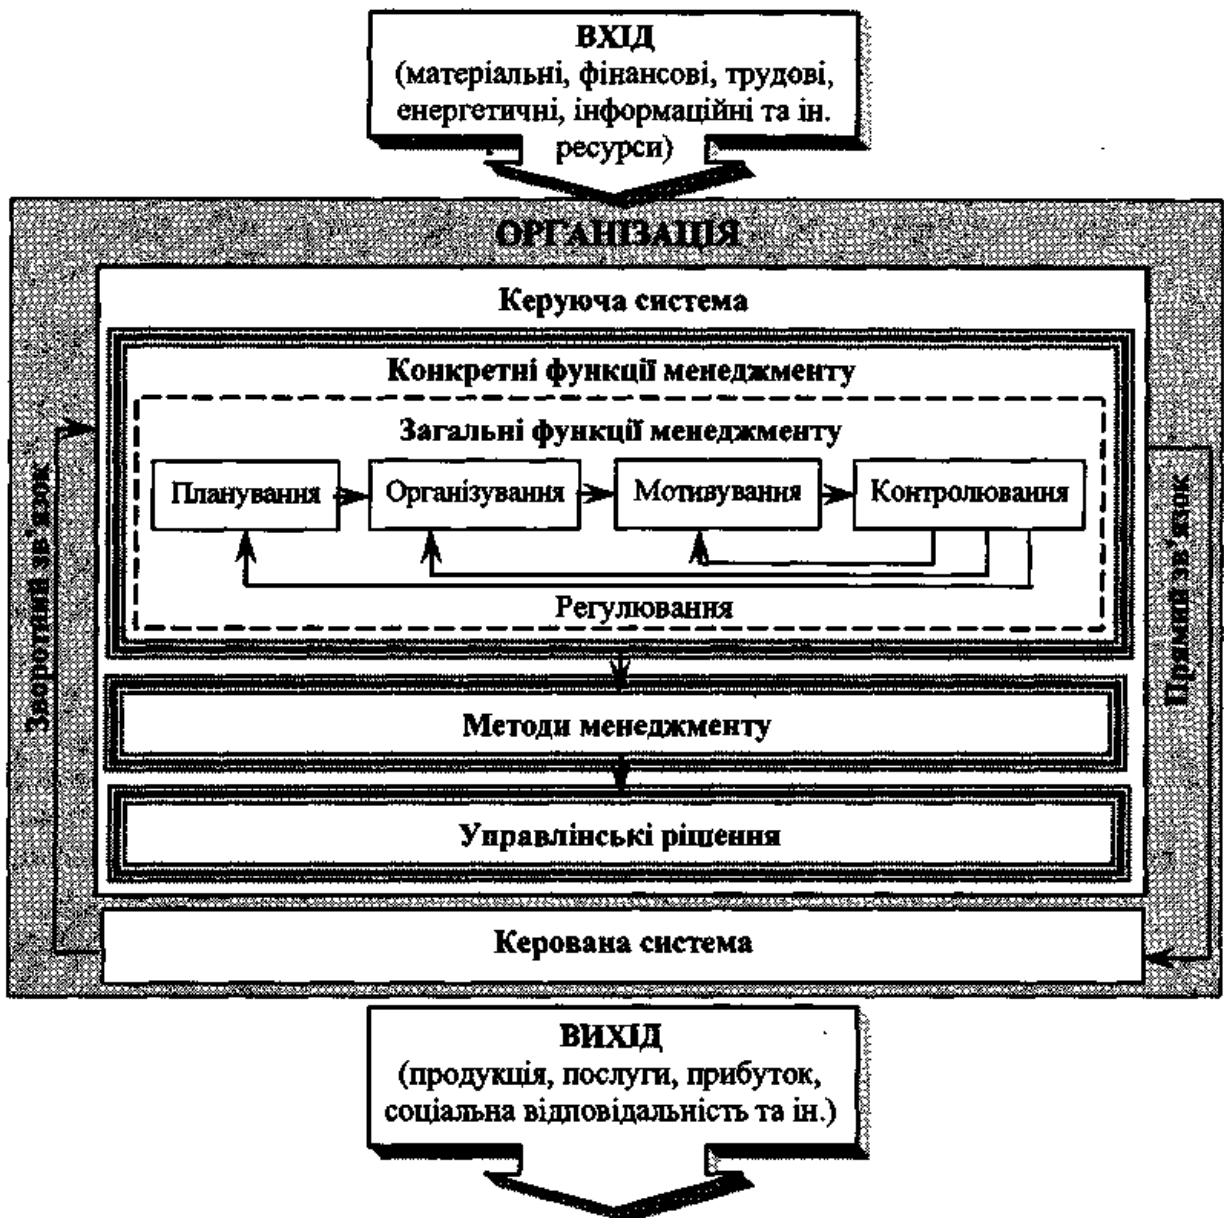 ВХІД
(матеріальні, фінансові, трудові,
енергетичні, інформаційні та ін.
ресурси)
ОРГАНІЗАЦІЯ
Керуюча система
Конкретні функції менеджменту
Загальні функції менеджменту
Планування
Організування
Мотивування
Контролювання
Регулювання
Зворотний зв'язок
Прямий зв'язок
Методи менеджменту
Управлінські рішення
Керована система
ВИХІД
(продукція, послуги, прибуток,
соціальна відповідальність та ін.)